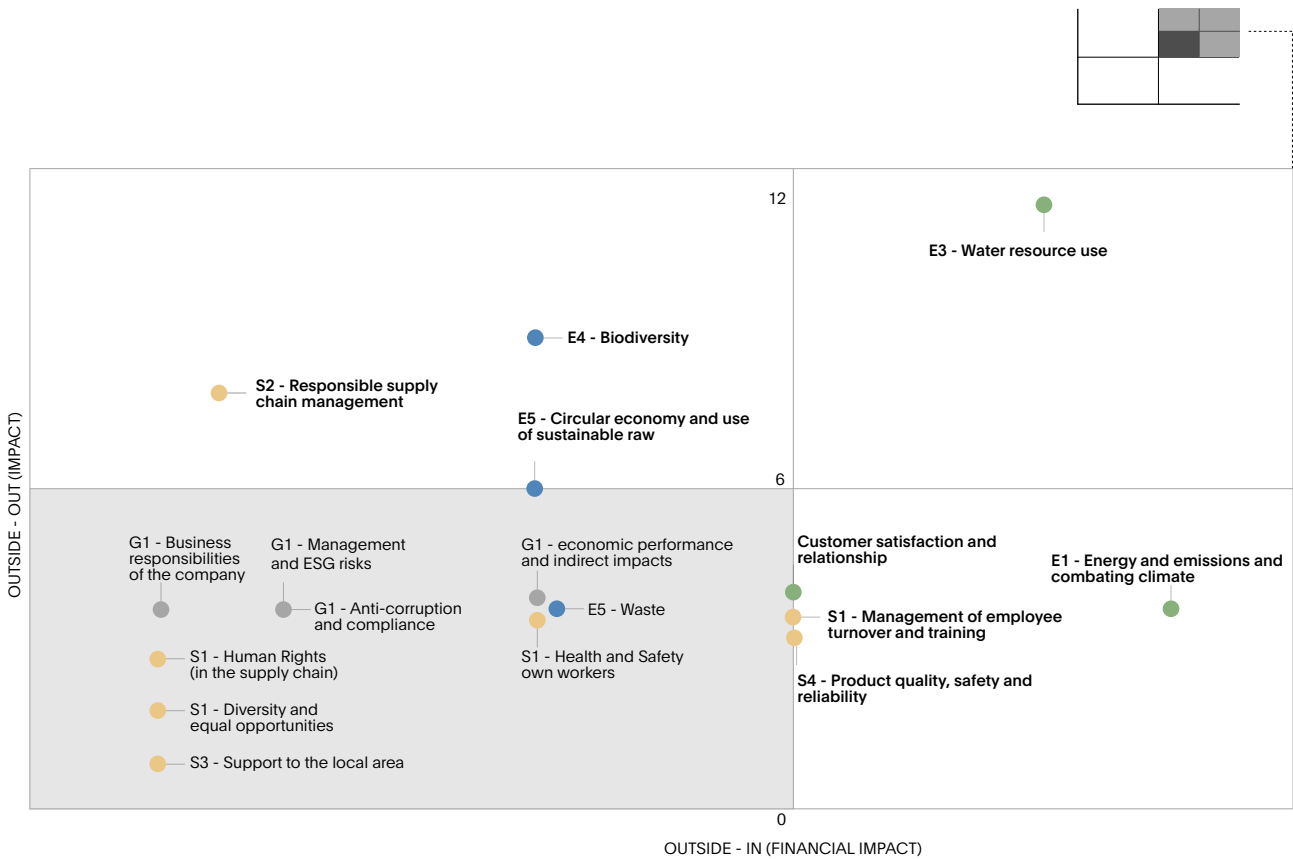 12
E3 - Water resource use
E4 - Biodiversity
S2 - Responsible supply
chain management
E5 - Circular economy and use
of sustainable raw
6
OUTSIDE - OUT (IMPACT)
G1 - Business
responsibilities
of the company
G1 - Management
and ESG risks
G1 - Anti-corruption
and compliance
G1 - economic performance
and indirect impacts
E5 - Waste
S1 - Health and Safety
own workers
Customer satisfaction and
relationship
E1 - Energy and emissions and
combating climate
S1 - Management of employee
turnover and training
S4 - Product quality, safety and
reliability
S1 - Human Rights
(in the supply chain)
S1 - Diversity and
equal opportunities
S3 - Support to the local area
0
OUTSIDE - IN (FINANCIAL IMPACT)